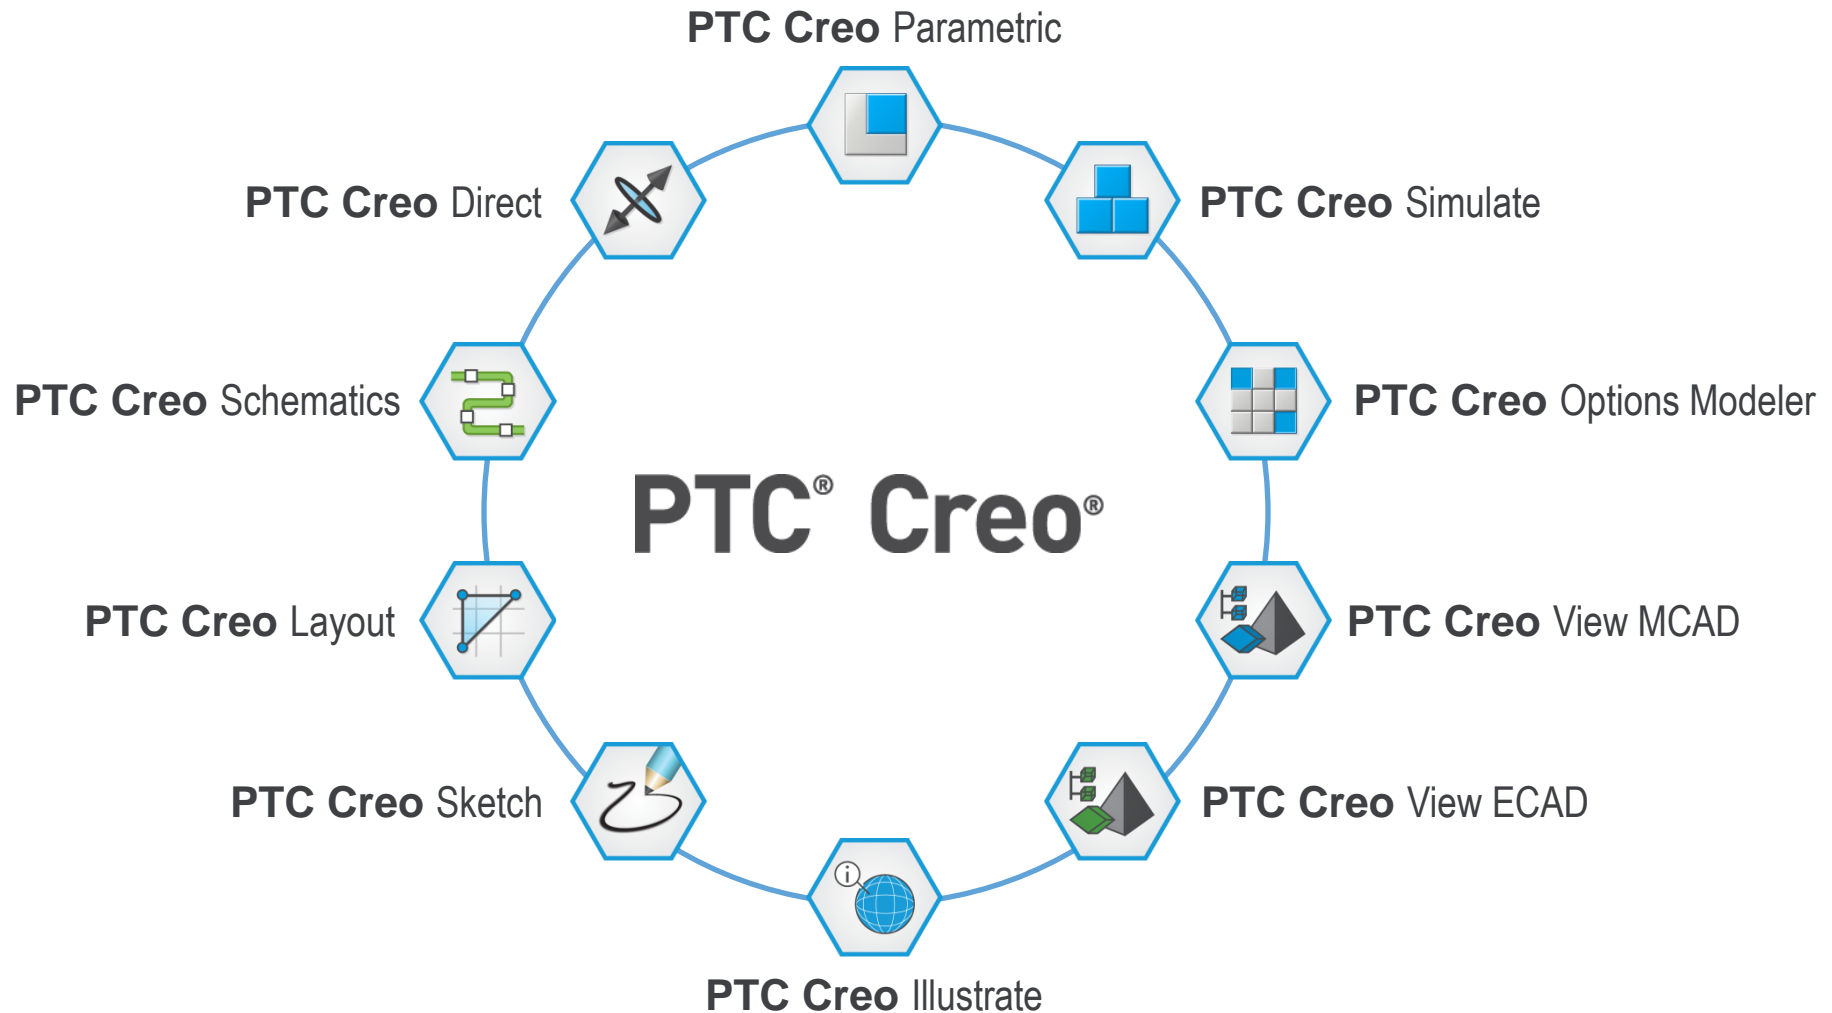 PTC Creo Parametric
PTC Creo Direct
PTC Creo Simulate
PTC Creo Schematics
PTC Creo Options Modeler
PTC® Creo®
PTC Creo Layout
PTC Creo View MCAD
PTC Creo Sketch
PTC Creo View ECAD
i
PTC Creo Illustrate